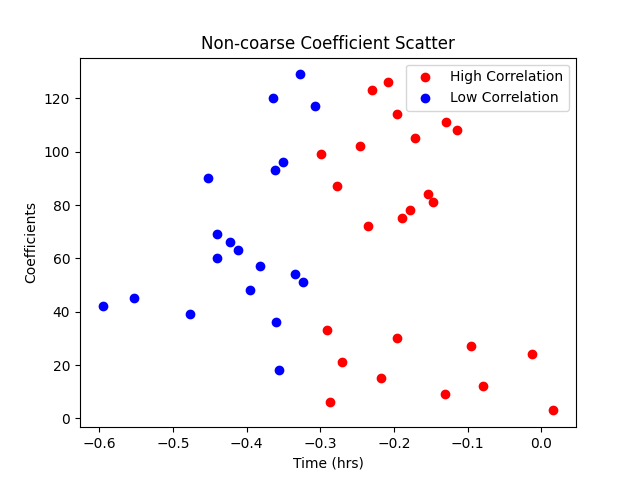 Non-coarse Coefficient Scatter
High Correlation
Low Correlation
Coefficients
120
100
80
60
40
20
0
−0.6
−0.5
−0.4
−0.3
−0.2
−0.1
0.0
Time (hrs)